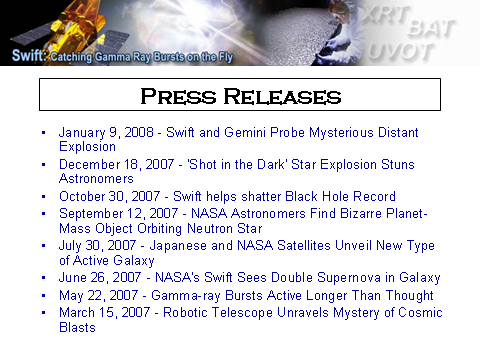 XRT
BAT
UVOT
Swift: Catching Gamma Ray Bursts on the Fly
Press Releases
• January 9, 2008 - Swift and Gemini Probe Mysterious Distant
Explosion
• December 18, 2007 - 'Shot in the Dark' Star Explosion Stuns
Astronomers
• October 30, 2007 - Swift helps shatter Black Hole Record
• September 12, 2007 - NASA Astronomers Find Bizarre Planet-
Mass Object Orbiting Neutron Star
• July 30, 2007 - Japanese and NASA Satellites Unveil New Type
of Active Galaxy
• June 26, 2007 - NASA's Swift Sees Double Supernova in Galaxy
• May 22, 2007 - Gamma-ray Bursts Active Longer Than Thought
• March 15, 2007 - Robotic Telescope Unravels Mystery of Cosmic
Blasts